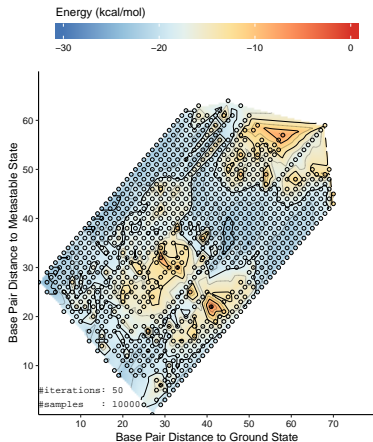 Energy (kcal/mol)
−30 −20 −10 0
Base Pair Distance to Metastable State
60
50
40
30
20
10
#iterations: 50
#samples : 10000
10 20 30 40 50 60 70
Base Pair Distance to Ground State